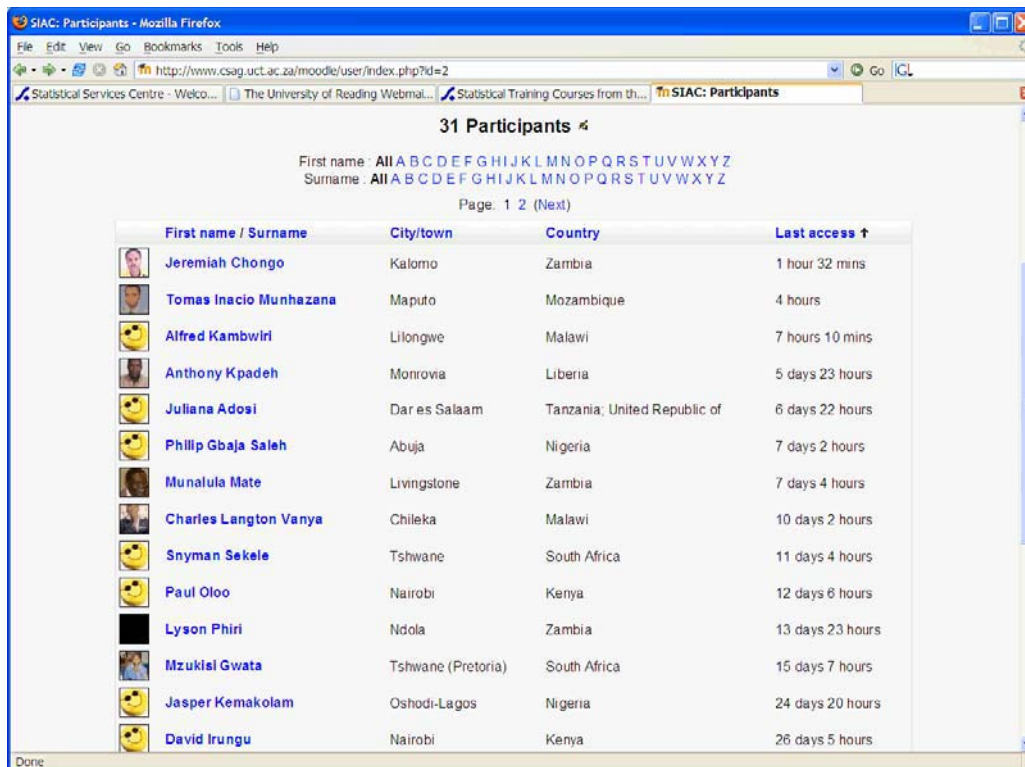 SIAC: Participants - Mozilla Firefox
File Edit View Go Bookmarks Tools Help
http://www.csag.uct.ac.za/moodle/user/index.php?id=2 Go
Statistical Services Centre - Welco... The University of Reading Webmai... Statistical Training Courses from th... SIAC: Participants
31 Participants
First name : All A B C D E F G H I J K L M N O P Q R S T U V W X Y Z
Surname : All A B C D E F G H I J K L M N O P Q R S T U V W X Y Z
Page: 1 2 (Next)
First name / Surname City/town Country Last access ↑
Jeremiah Chongo Kalomo Zambia 1 hour 32 mins
Tomas Inacio Munhazana Maputo Mozambique 4 hours
Alfred Kambwiri Lilongwe Malawi 7 hours 10 mins
Anthony Kpadeh Monrovia Liberia 5 days 23 hours
Juliana Adosi Dar es Salaam Tanzania; United Republic of 6 days 22 hours
Philip Gbaja Saleh Abuja Nigeria 7 days 2 hours
Munalula Mate Livingstone Zambia 7 days 4 hours
Charles Langton Vanya Chileka Malawi 10 days 2 hours
Snyman Sekele Tshwane South Africa 11 days 4 hours
Paul Oloo Nairobi Kenya 12 days 6 hours
Lyson Phiri Ndola Zambia 13 days 23 hours
Mzukisi Gwata Tshwane (Pretoria) South Africa 15 days 7 hours
Jasper Kemakolam Oshodi-Lagos Nigeria 24 days 20 hours
David Irungu Nairobi Kenya 26 days 5 hours
Done